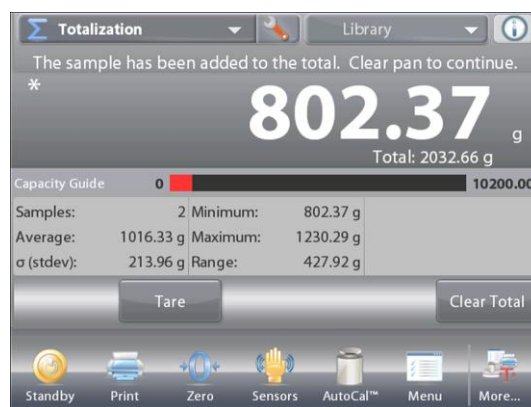 Σ Totalization Library i
The sample has been added to the total. Clear pan to continue.
*
802.37 g
Total: 2032.66 g
Capacity Guide 0 10200.00
Samples: 2 Minimum: 802.37 g
Average: 1016.33 g Maximum: 1230.29 g
σ (stdev): 213.96 g Range: 427.92 g
Tare Clear Total
Standby Print Zero Sensors AutoCal™ Menu More...